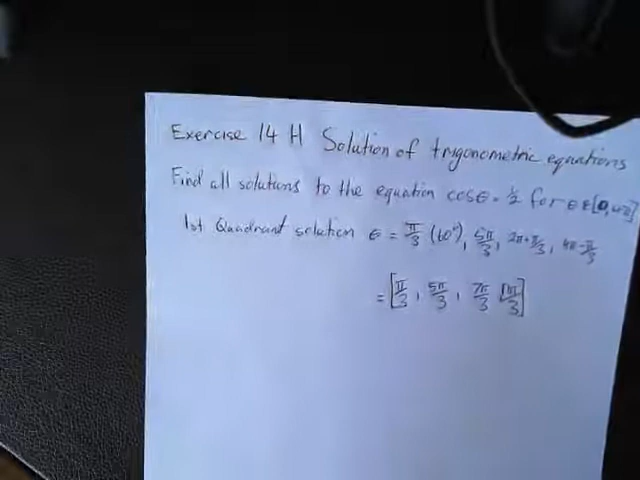 Exercise 14 H Solution of trigonometric equations
Find all solutions to the equation cosθ = ½ for θ ε [0, 4π]
1st Quadrant solution θ = π/3 (60°), 5π/3, 2π+π/3, 4π-π/3
= [π/3, 5π/3, 7π/3 11π/3]